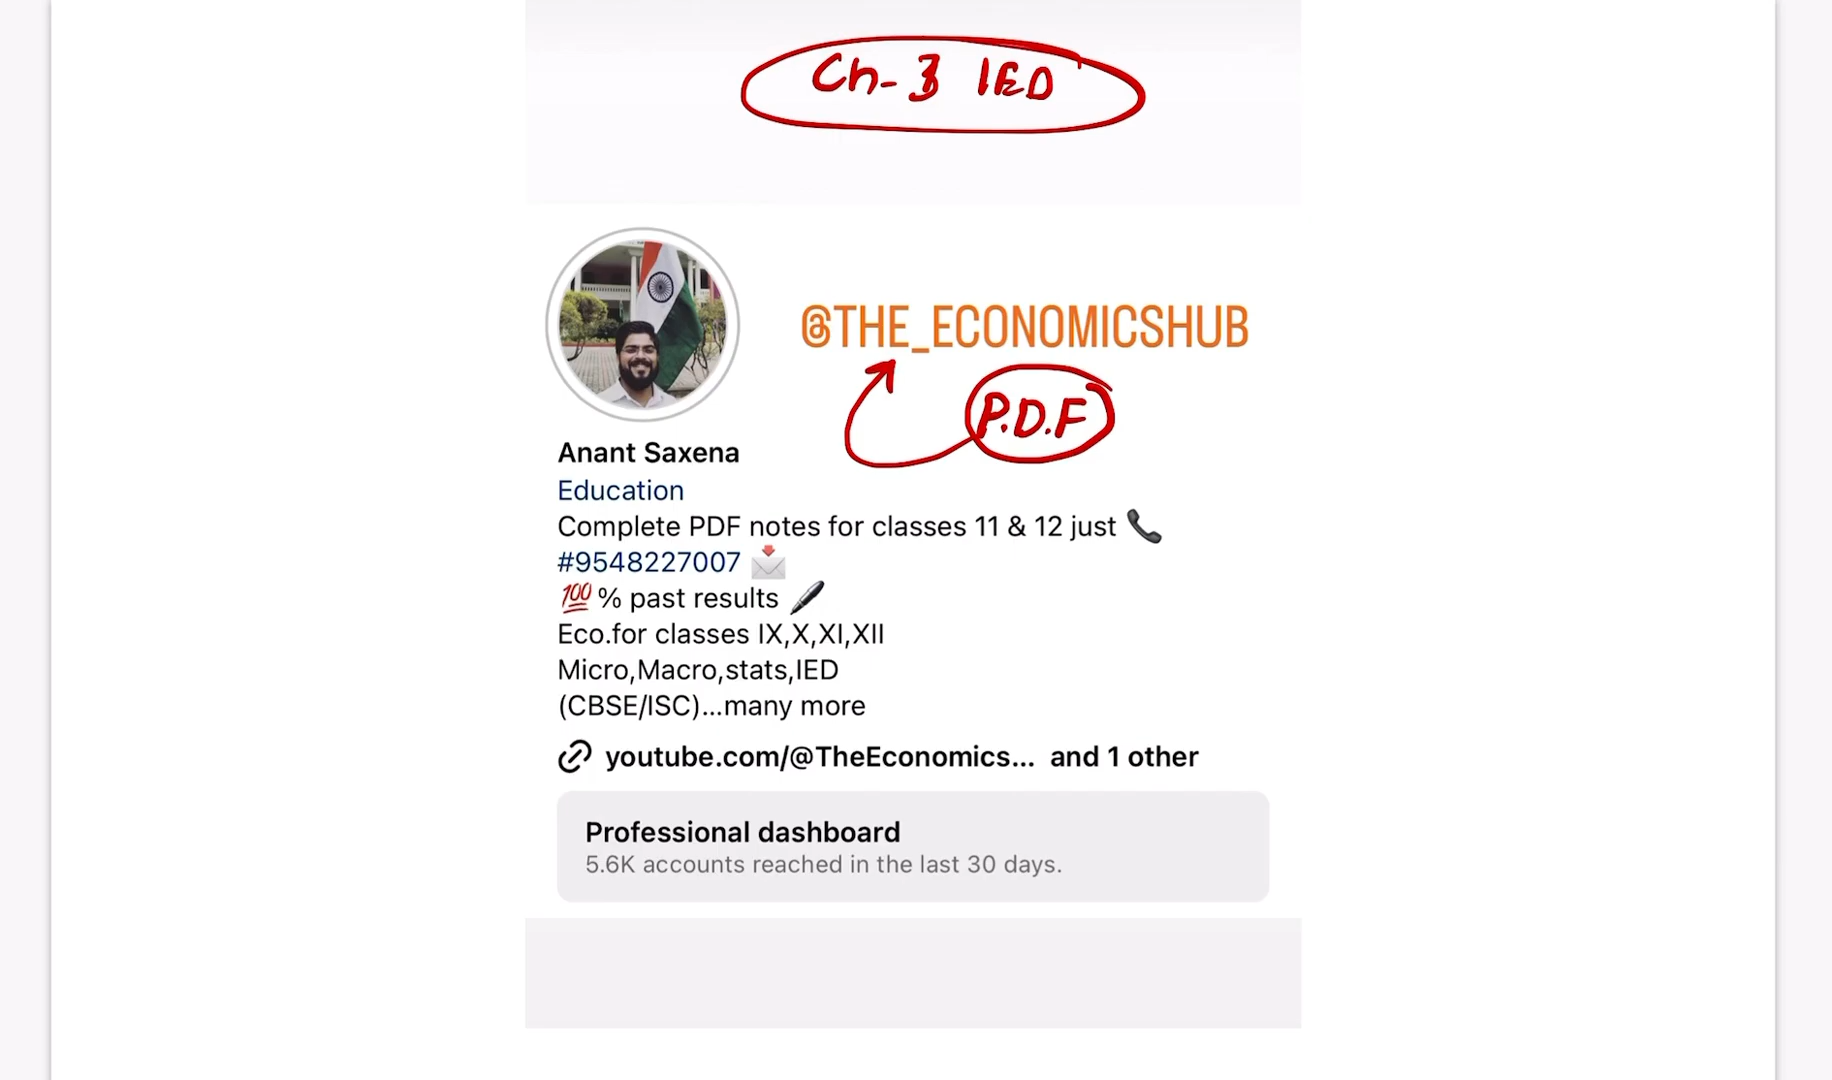 Ch-3 IED
@THE_ECONOMICSHUB
P.D.F
Anant Saxena
Education
Complete PDF notes for classes 11 & 12 just 📞
#9548227007 📩
💯 % past results 🖋️
Eco.for classes IX,X,XI,XII
Micro,Macro,stats,IED
(CBSE/ISC)...many more
youtube.com/@TheEconomics... and 1 other
Professional dashboard
5.6K accounts reached in the last 30 days.